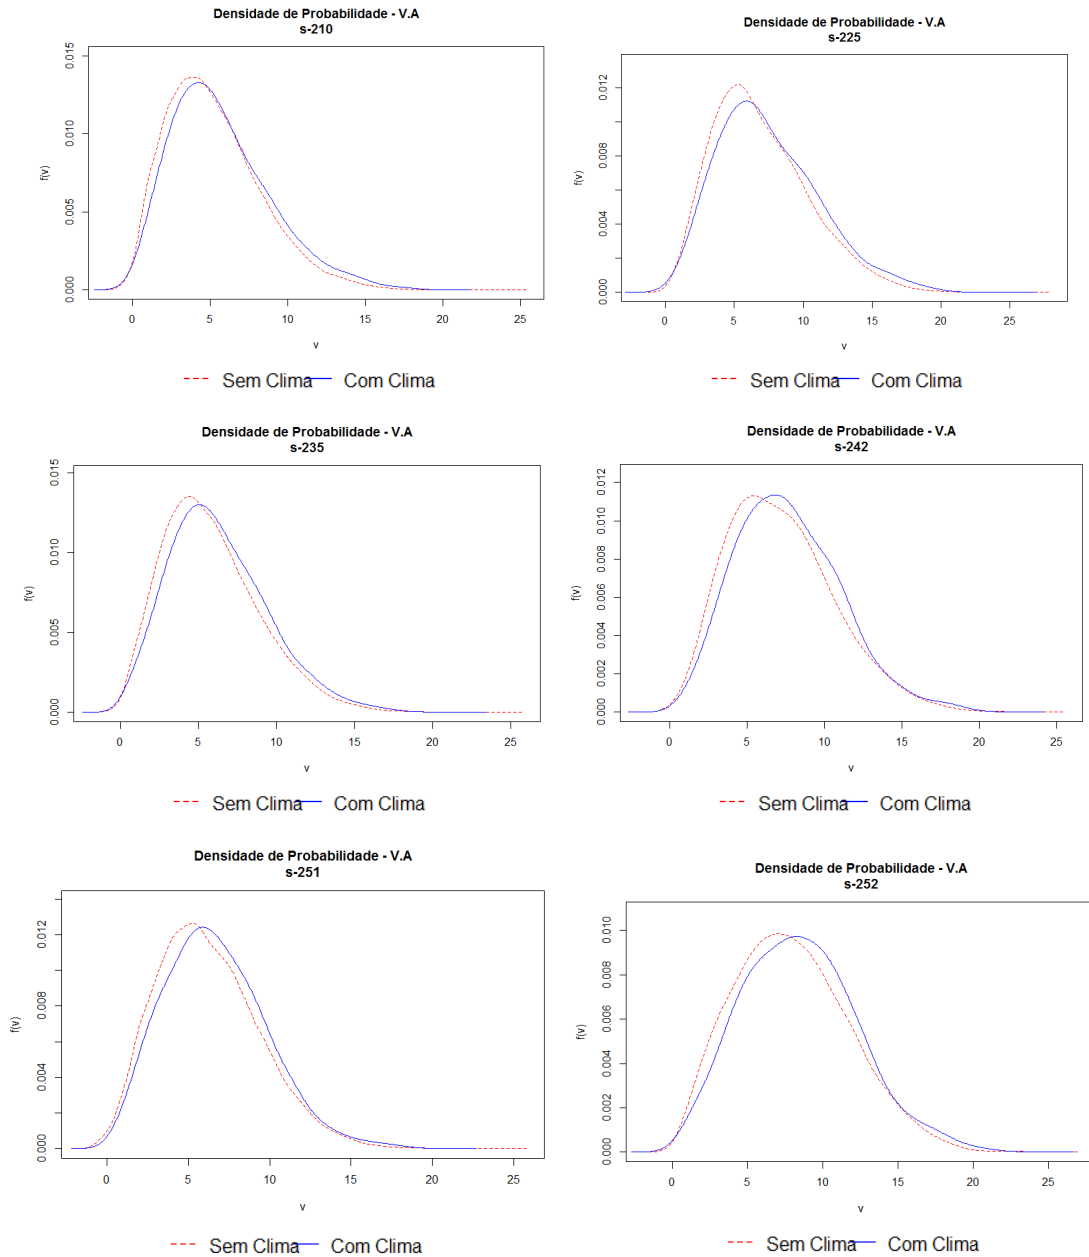 Densidade de Probabilidade - V.A
s-210
0.015
0.010
f(v)
0.005
0.000
0 5 10 15 20 25
v
Sem Clima Com Clima
Densidade de Probabilidade - V.A
s-225
0.012
0.008
f(v)
0.004
0.000
0 5 10 15 20 25
v
Sem Clima Com Clima
Densidade de Probabilidade - V.A
s-235
0.015
0.010
f(v)
0.005
0.000
0 5 10 15 20 25
v
Sem Clima Com Clima
Densidade de Probabilidade - V.A
s-242
0.012
0.010
0.008
f(v)
0.006
0.004
0.002
0.000
0 5 10 15 20 25
v
Sem Clima Com Clima
Densidade de Probabilidade - V.A
s-251
0.012
0.008
f(v)
0.004
0.000
0 5 10 15 20 25
v
Sem Clima Com Clima
Densidade de Probabilidade - V.A
s-252
0.010
0.008
0.006
f(v)
0.004
0.002
0.000
0 5 10 15 20 25
v
Sem Clima Com Clima